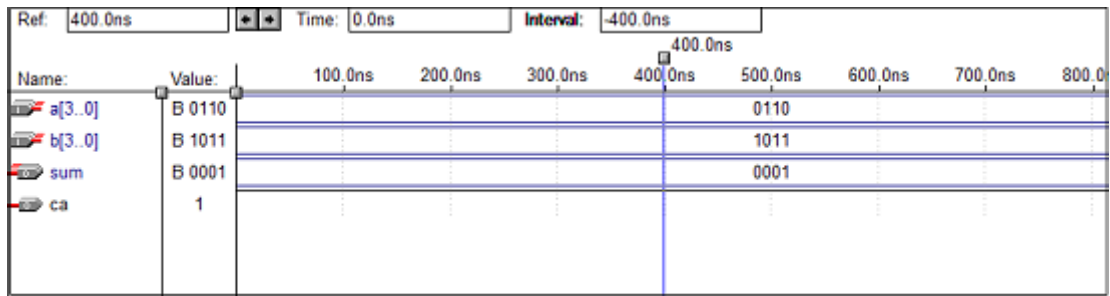 Ref: 400.0ns Time: 0.0ns Interval: -400.0ns
400.0ns
Name: Value: 100.0ns 200.0ns 300.0ns 400.0ns 500.0ns 600.0ns 700.0ns 800.0
a[3..0] B 0110 0110
b[3..0] B 1011 1011
sum B 0001 0001
ca 1